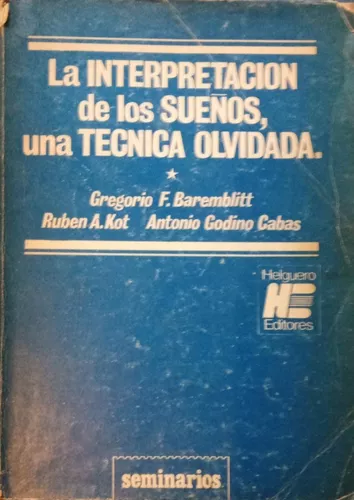 La INTERPRETACION
de los SUEÑOS,
una TECNICA OLVIDADA.
Gregorio F. Baremblitt
Ruben A. Kot Antonio Godino Cabas
Helguero
HE
Editores
seminarios